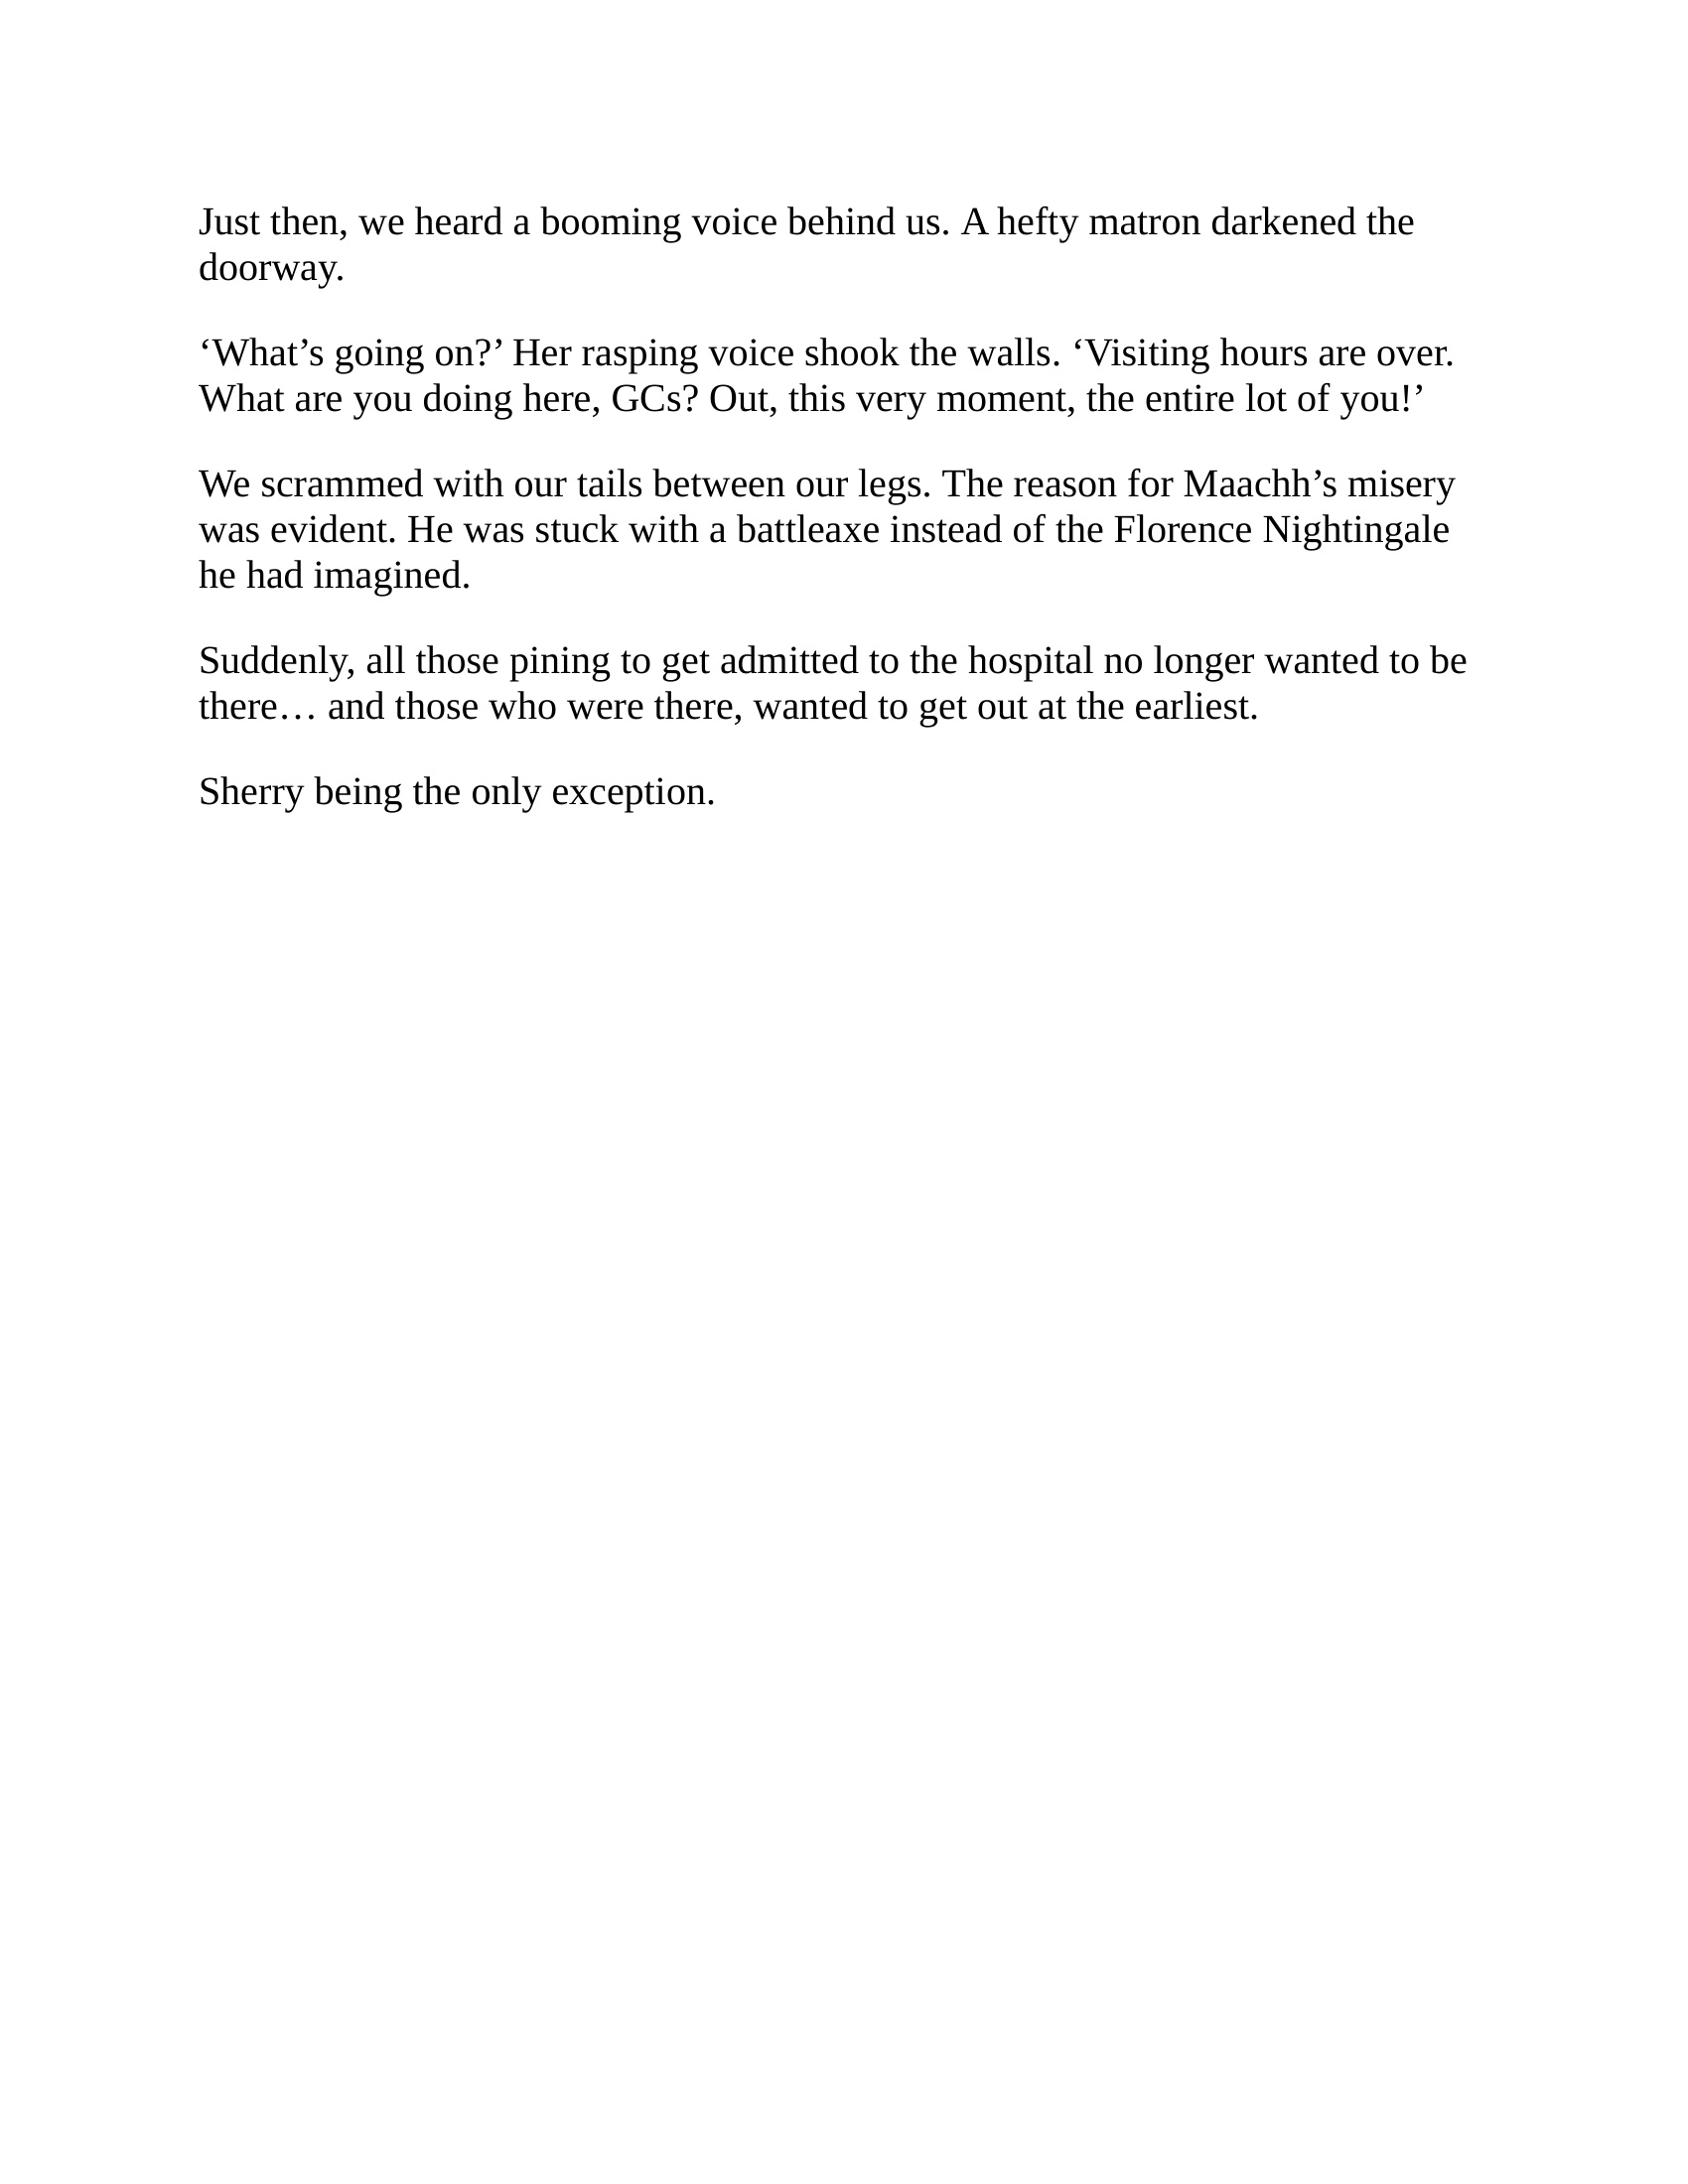 Just then, we heard a booming voice behind us. A hefty matron darkened the
doorway.
‘What’s going on?’ Her rasping voice shook the walls. ‘Visiting hours are over.
What are you doing here, GCs? Out, this very moment, the entire lot of you!’
We scrammed with our tails between our legs. The reason for Maachh’s misery
was evident. He was stuck with a battleaxe instead of the Florence Nightingale
he had imagined.
Suddenly, all those pining to get admitted to the hospital no longer wanted to be
there… and those who were there, wanted to get out at the earliest.
Sherry being the only exception.